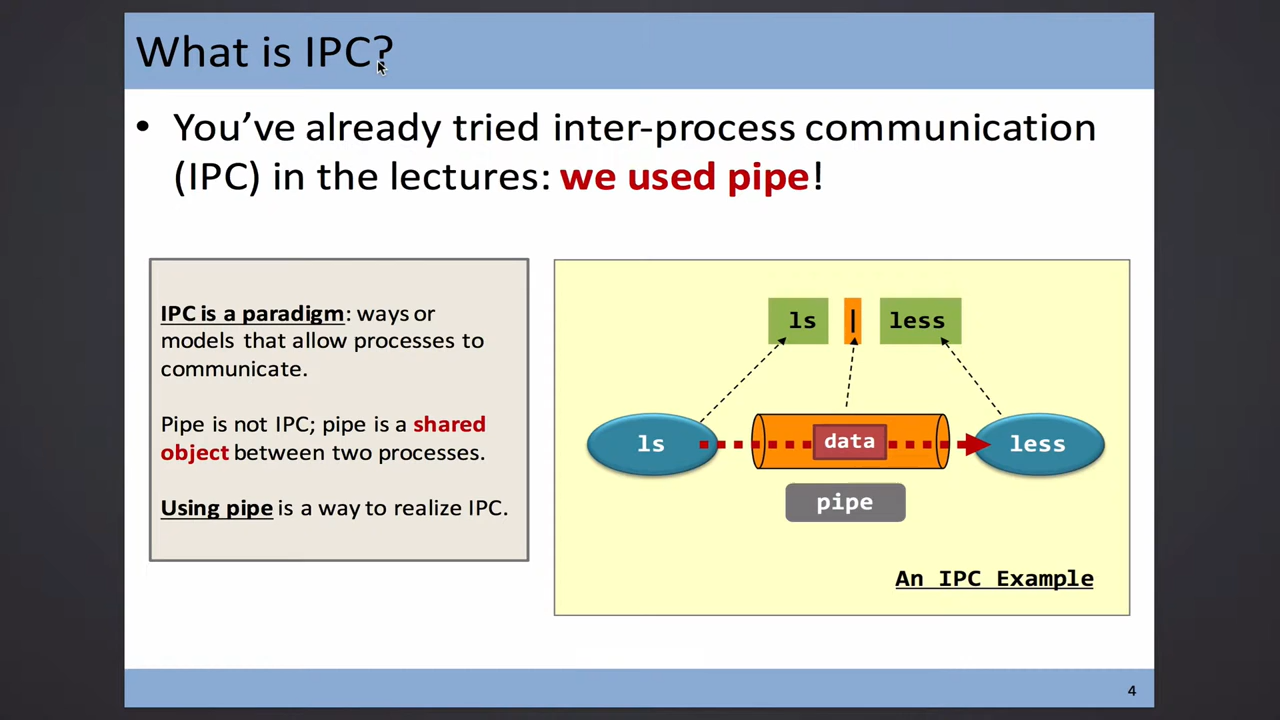 What is IPC?
• You’ve already tried inter-process communication
(IPC) in the lectures: we used pipe!
IPC is a paradigm: ways or
models that allow processes to
communicate.
Pipe is not IPC; pipe is a shared
object between two processes.
Using pipe is a way to realize IPC.
ls | less
ls data less
pipe
An IPC Example
4